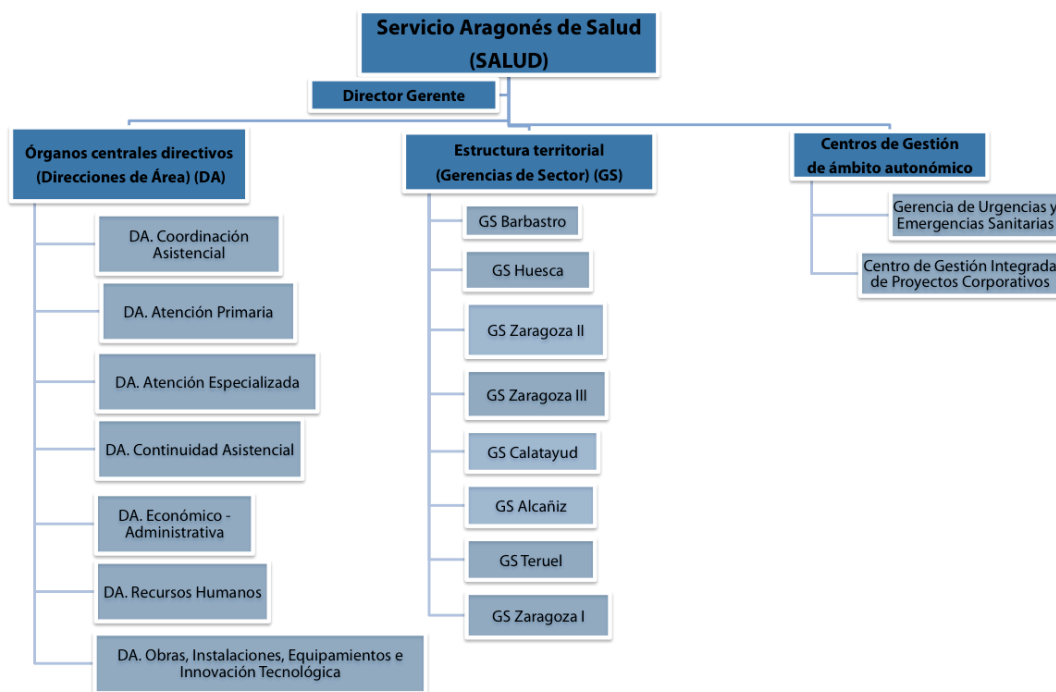 Servicio Aragonés de Salud
(SALUD)
Director Gerente
Órganos centrales directivos
(Direcciones de Área) (DA)
DA. Coordinación
Asistencial
DA. Atención Primaria
DA. Atención Especializada
DA. Continuidad Asistencial
DA. Económico -
Administrativa
DA. Recursos Humanos
DA. Obras, Instalaciones, Equipamientos e
Innovación Tecnológica
Estructura territorial
(Gerencias de Sector) (GS)
GS Barbastro
GS Huesca
GS Zaragoza II
GS Zaragoza III
GS Calatayud
GS Alcañiz
GS Teruel
GS Zaragoza I
Centros de Gestión
de ámbito autonómico
Gerencia de Urgencias y
Emergencias Sanitarias
Centro de Gestión Integrada
de Proyectos Corporativos